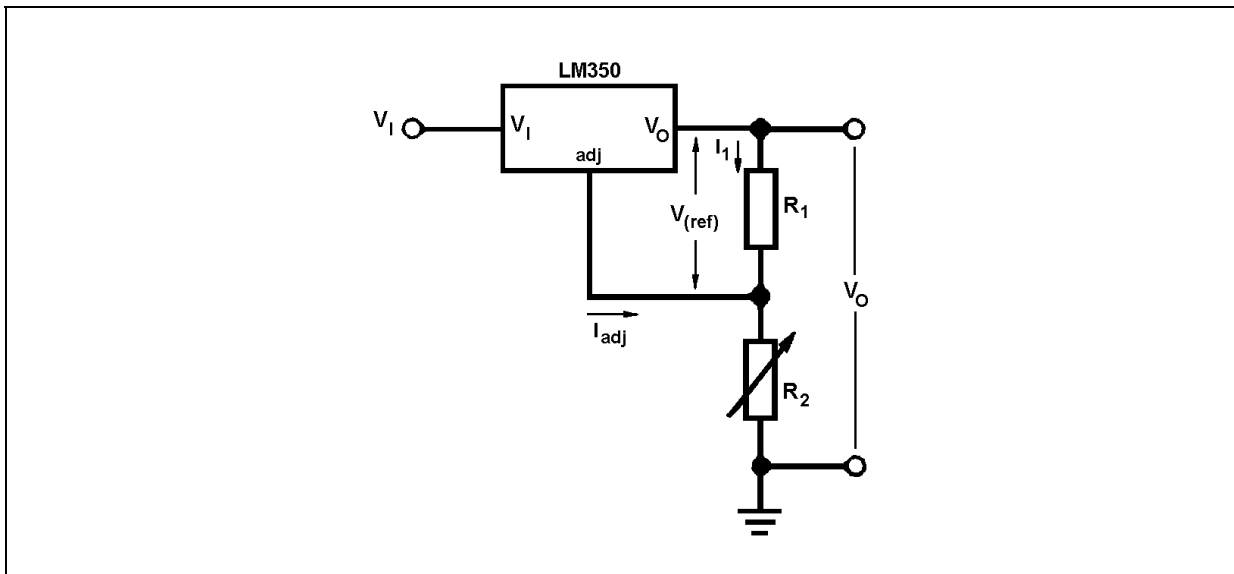 LM350
V_I
V_I
V_O
adj
I_1
R_1
V_(ref)
V_O
I_adj
R_2